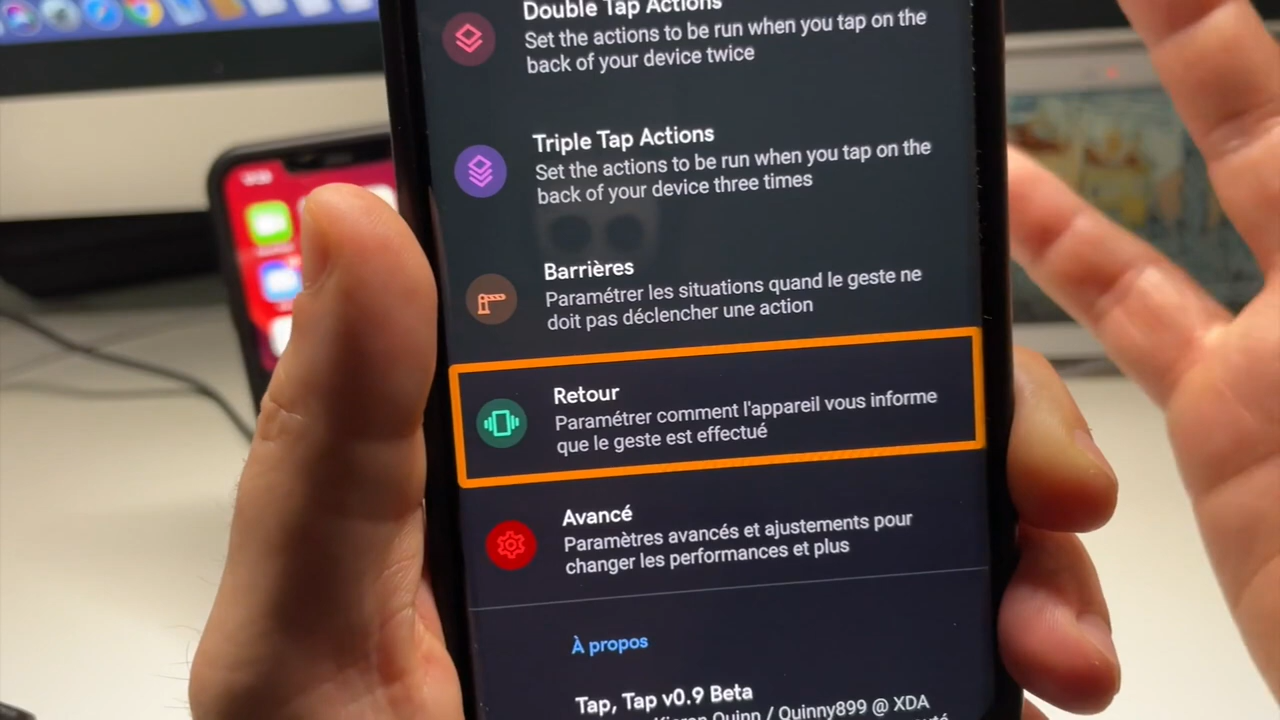 Double Tap Actions
Set the actions to be run when you tap on the
back of your device twice
Triple Tap Actions
Set the actions to be run when you tap on the
back of your device three times
Barrières
Paramétrer les situations quand le geste ne
doit pas déclencher une action
Retour
Paramétrer comment l'appareil vous informe
que le geste est effectué
Avancé
Paramètres avancés et ajustements pour
changer les performances et plus
À propos
Tap, Tap v0.9 Beta
Kieran Quinn / Quinny899 @ XDA